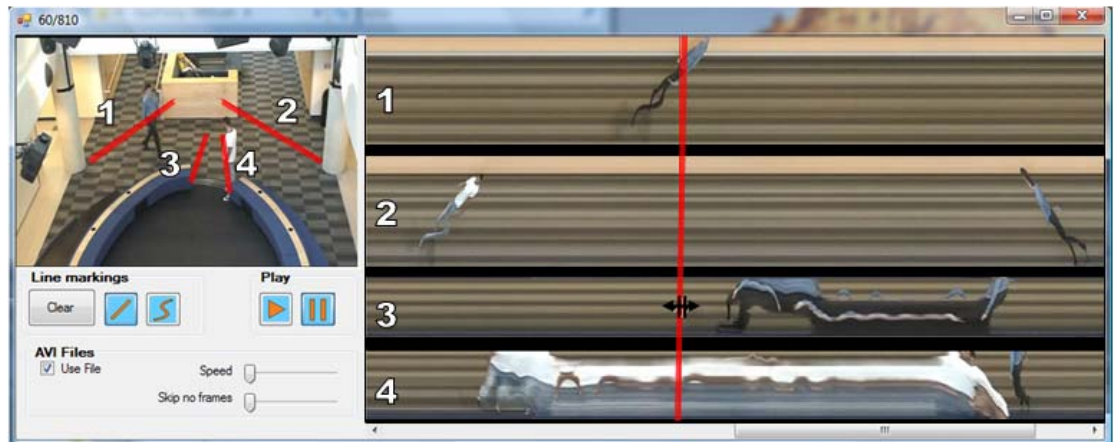 60/810
1
2
3
4
1
2
3
4
Line markings
Play
Clear
AVI Files
Use File
Speed
Skip no frames